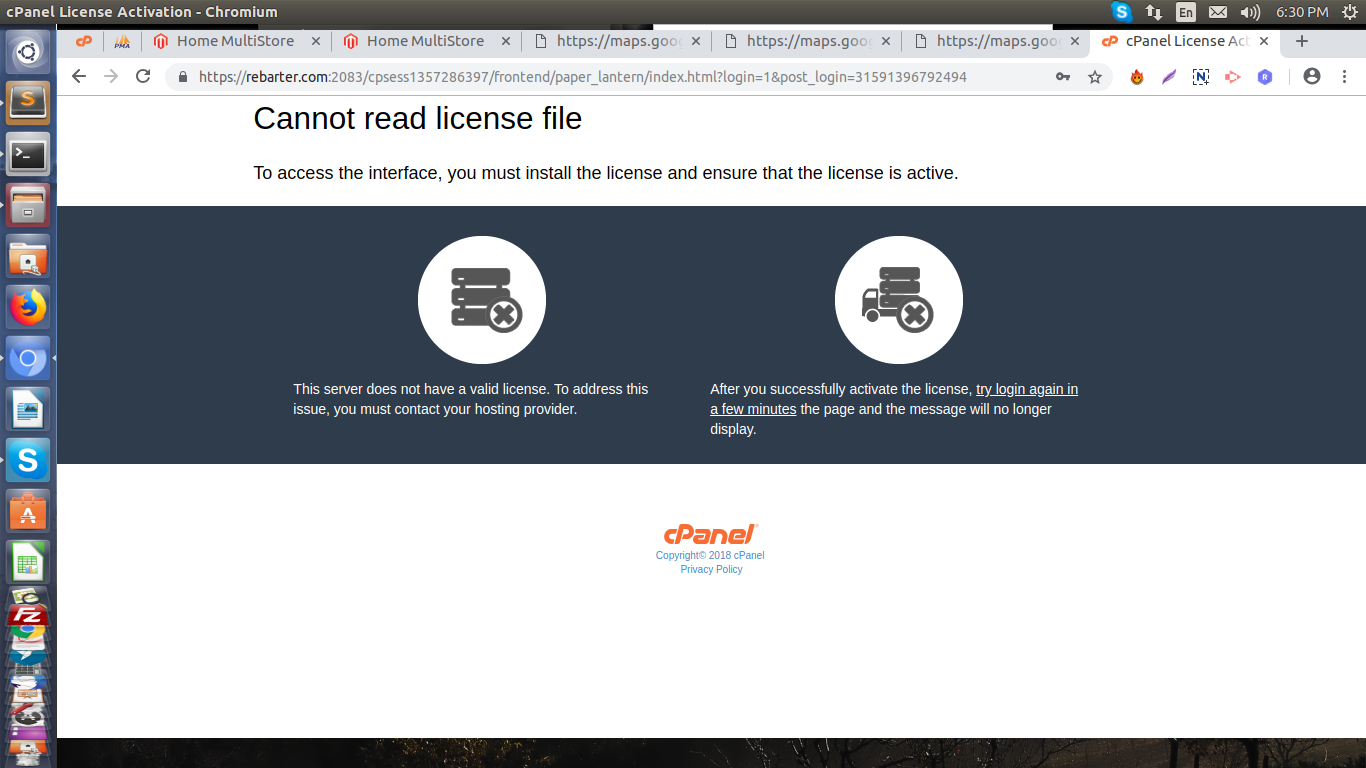 cPanel License Activation - Chromium
En
6:30 PM
cP
PMA
Home MultiStore
Home MultiStore
https://maps.goog
https://maps.goog
https://maps.goog
cP
cPanel License Act
https://rebarter.com:2083/cpsess1357286397/frontend/paper_lantern/index.html?login=1&post_login=31591396792494
Cannot read license file
To access the interface, you must install the license and ensure that the license is active.
This server does not have a valid license. To address this
issue, you must contact your hosting provider.
After you successfully activate the license, try login again in
a few minutes the page and the message will no longer
display.
cPanel
Copyright© 2018 cPanel
Privacy Policy